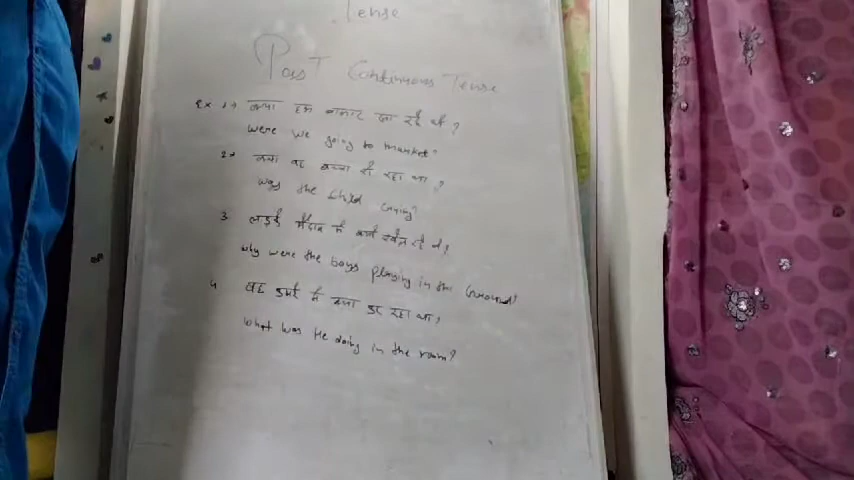 Tense
Past Continuous Tense
Ex 1→ क्या हम बाजार जा रहे थे?
Were we going to market?
2→ क्या वह बच्चा रो रहा था?
Was the child crying?
3 लड़के मैदान में क्यों खेल रहे थे?
Why were the boys playing in the Ground?
4 वह कमरे में क्या कर रहा था?
What was He doing in the room?